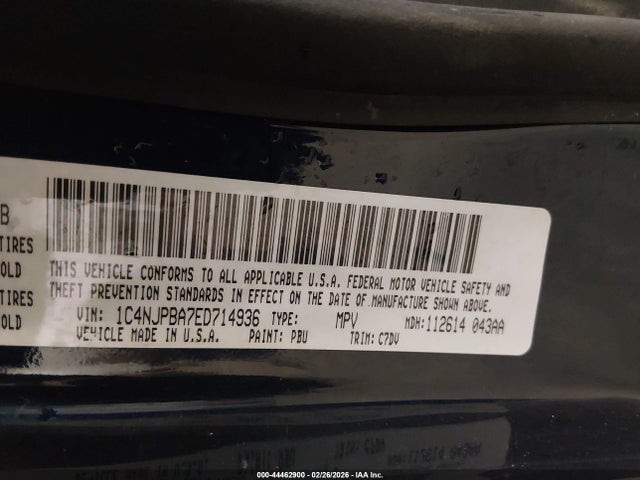 B
TIRES
OLD
TIRES
OLD
THIS VEHICLE CONFORMS TO ALL APPLICABLE U.S.A. FEDERAL MOTOR VEHICLE SAFETY AND
THEFT PREVENTION STANDARDS IN EFFECT ON THE DATE OF MANUFACTURE SHOWN ABOVE.
VIN: 1C4NJPBA7ED714936 TYPE: MPV MDH:112614 043AA
VEHICLE MADE IN U.S.A. PAINT: PBU TRIM: C7DV
000-44462900 - 02/26/2026 - IAA Inc.